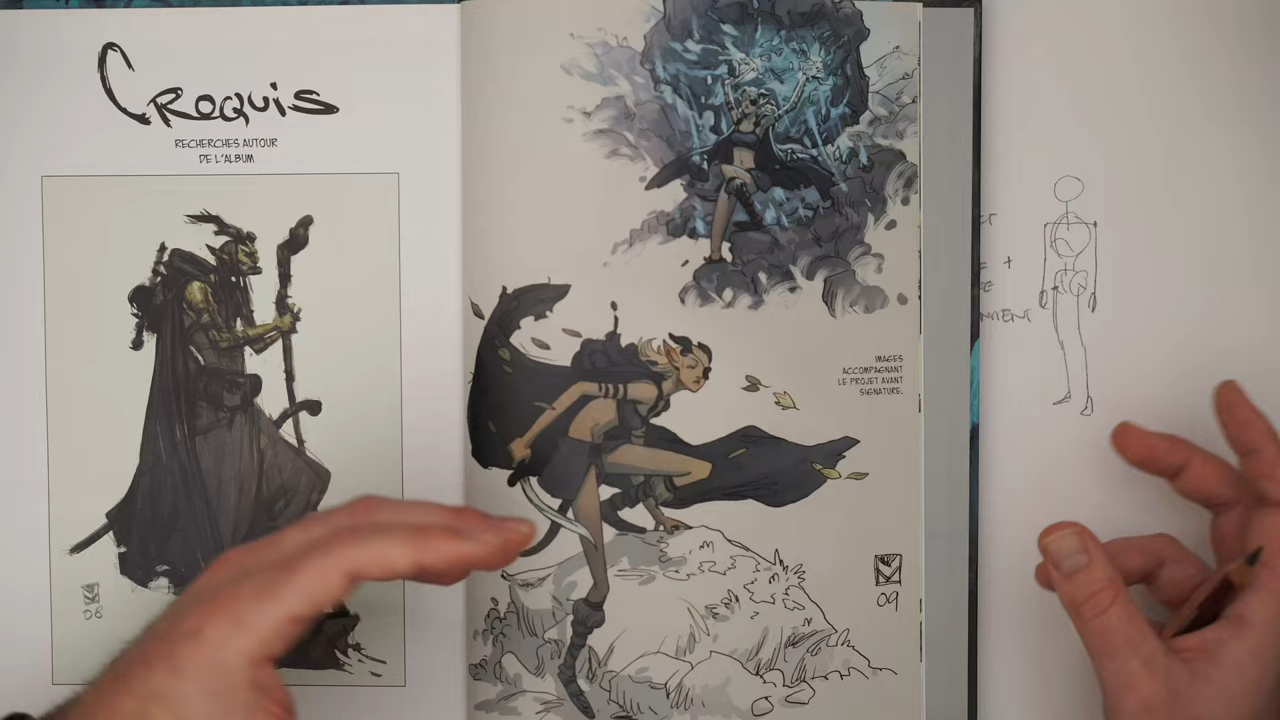 CROQUIS
RECHERCHES AUTOUR
DE L'ALBUM
08
IMAGES
ACCOMPAGNANT
LE PROJET AVANT
SIGNATURE.
09